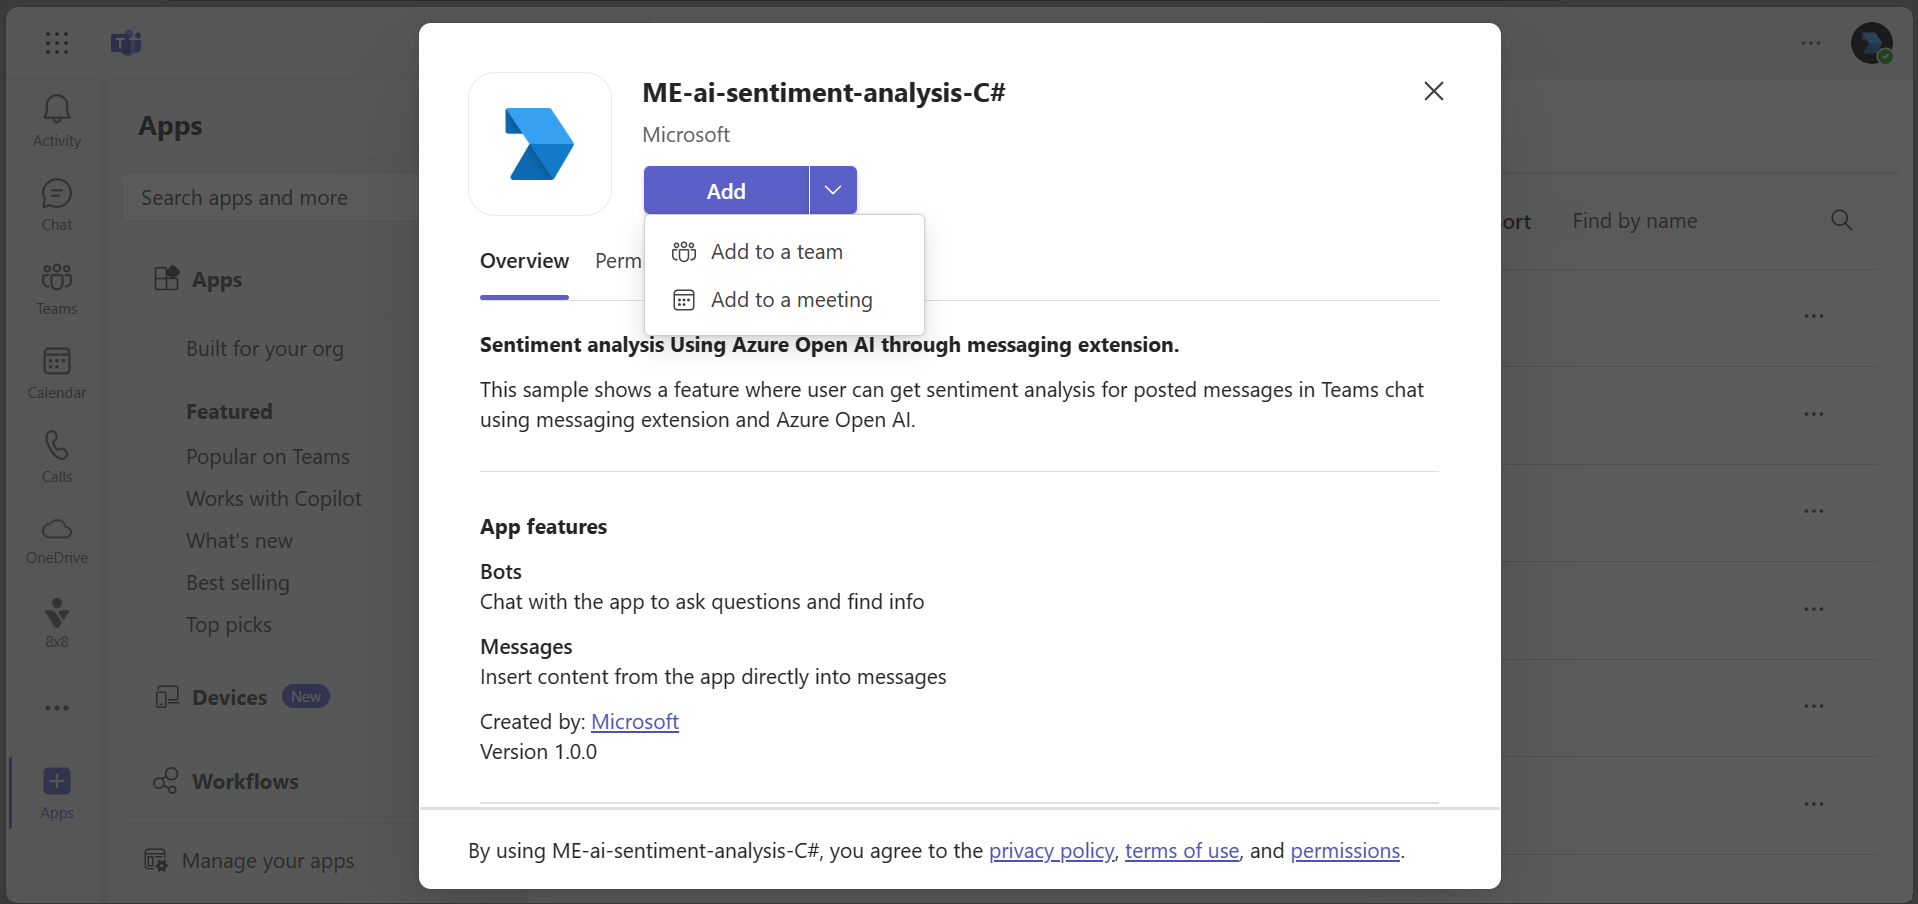 Activity
Chat
Teams
Calendar
Calls
OneDrive
8x8
Apps
Apps
Search apps and more
Apps
Built for your org
Featured
Popular on Teams
Works with Copilot
What's new
Best selling
Top picks
Devices New
Workflows
Manage your apps
ME-ai-sentiment-analysis-C#
Microsoft
Add
Add to a team
Add to a meeting
Overview
Perm
Sentiment analysis Using Azure Open AI through messaging extension.
This sample shows a feature where user can get sentiment analysis for posted messages in Teams chat
using messaging extension and Azure Open AI.
App features
Bots
Chat with the app to ask questions and find info
Messages
Insert content from the app directly into messages
Created by: Microsoft
Version 1.0.0
By using ME-ai-sentiment-analysis-C#, you agree to the privacy policy, terms of use, and permissions.
ort
Find by name